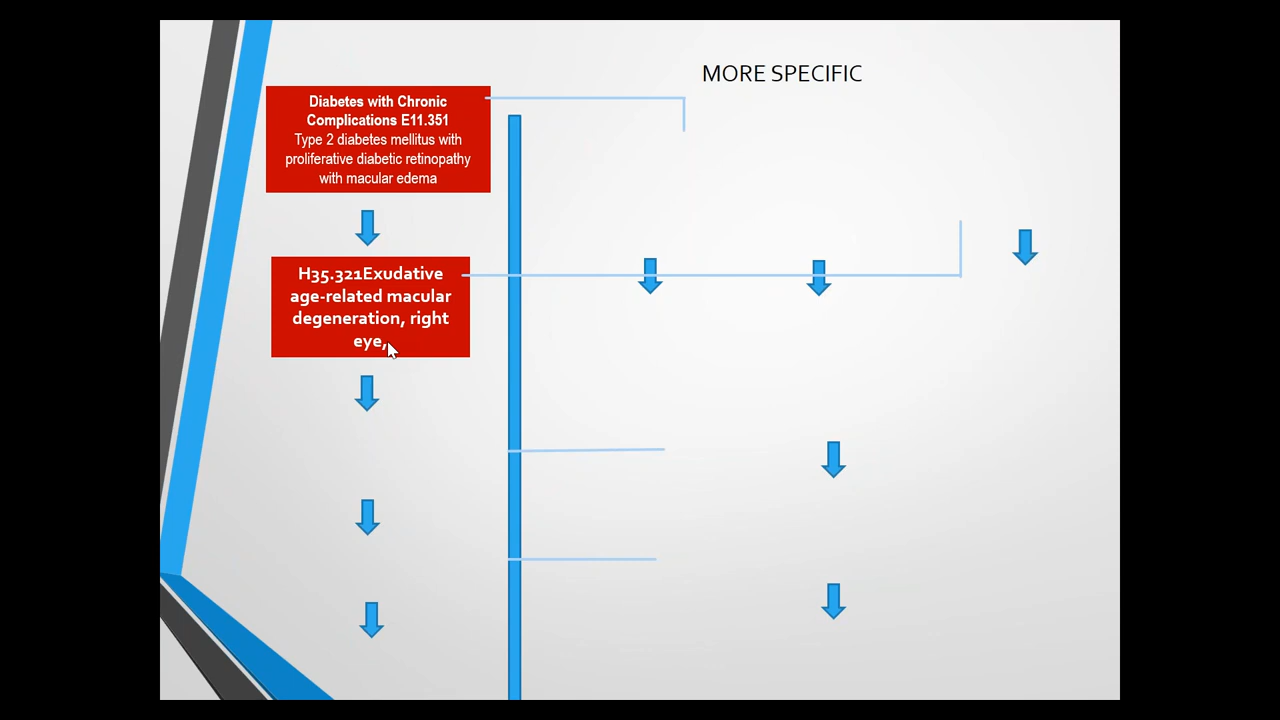 MORE SPECIFIC
Diabetes with Chronic
Complications E11.351
Type 2 diabetes mellitus with
proliferative diabetic retinopathy
with macular edema
H35.321Exudative
age-related macular
degeneration, right
eye,